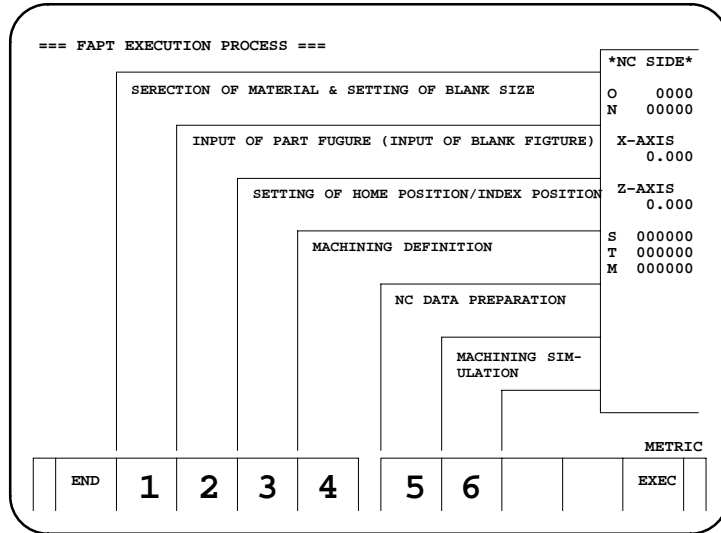 === FAPT EXECUTION PROCESS ===
*NC SIDE*
SERECTION OF MATERIAL & SETTING OF BLANK SIZE
O 0000
N 00000
INPUT OF PART FUGURE (INPUT OF BLANK FIGTURE)
X-AXIS
0.000
SETTING OF HOME POSITION/INDEX POSITION
Z-AXIS
0.000
MACHINING DEFINITION
S 000000
T 000000
M 000000
NC DATA PREPARATION
MACHINING SIM-
ULATION
METRIC
END 1 2 3 4 5 6 EXEC